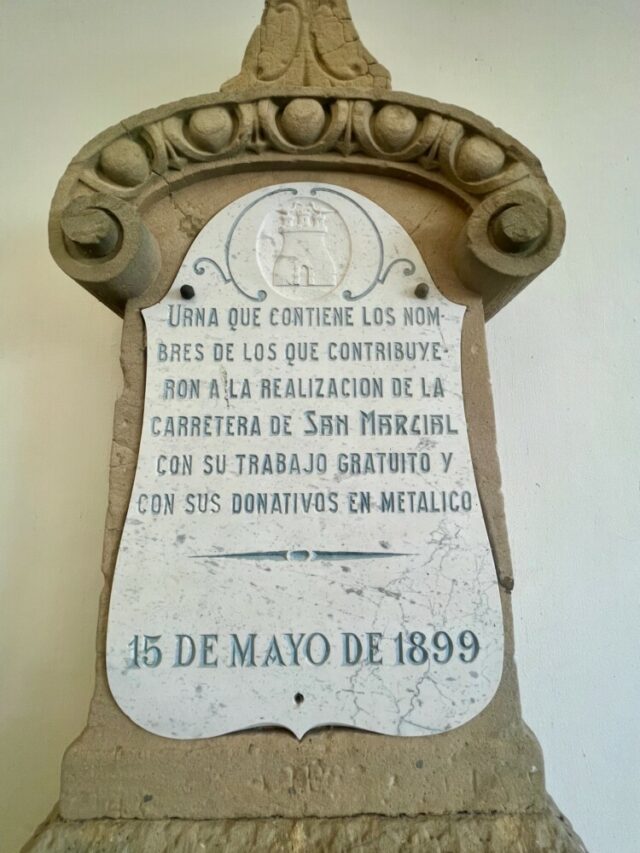 URNA QUE CONTIENE LOS NOM-
BRES DE LOS QUE CONTRIBUYE-
RON A LA REALIZACION DE LA
CARRETERA DE SAN MARCIAL
CON SU TRABAJO GRATUITO Y
CON SUS DONATIVOS EN METALICO
15 DE MAYO DE 1899